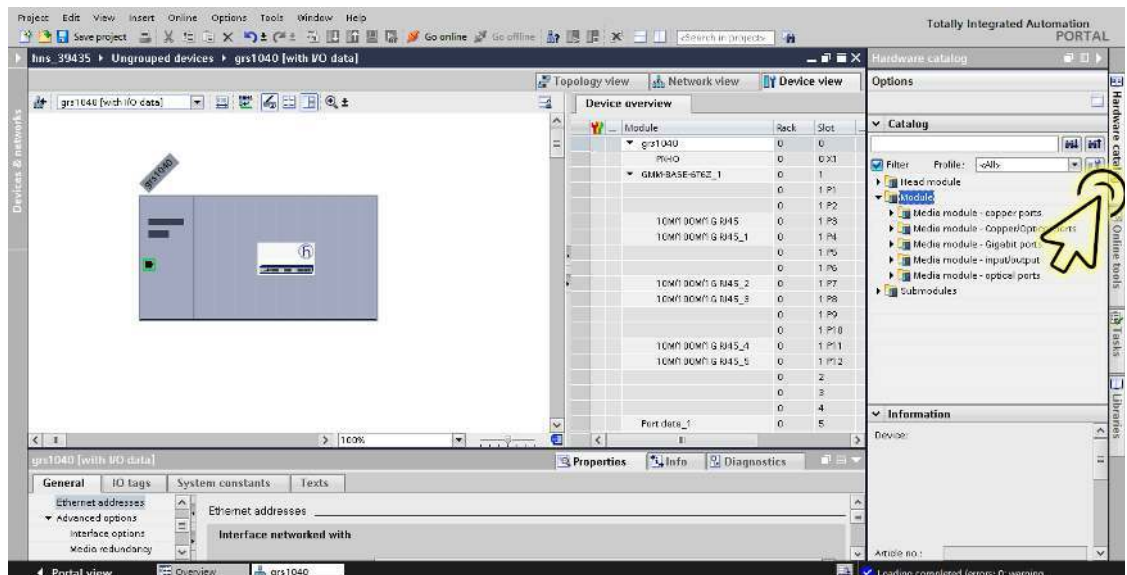 Project Edit View Insert Online Options Tools Window Help
Totally Integrated Automation
PORTAL
Save project Go online Go offline <Search in project>
hns_39435 ▸ Ungrouped devices ▸ grs1040 [with I/O data]
Hardware catalog
Topology view Network view Device view
Options
grs1040 [with I/O data]
Device overview
Catalog
Module Rack Slot
grs1040 0 0
PN-IO 0 0 X1
GMM-BASE-6T6Z_1 0 1
0 1 P1
0 1 P2
10M/100M/1G RJ45 0 1 P3
10M/100M/1G RJ45_1 0 1 P4
0 1 P5
0 1 P6
10M/100M/1G RJ45_2 0 1 P7
10M/100M/1G RJ45_3 0 1 P8
0 1 P9
0 1 P10
10M/100M/1G RJ45_4 0 1 P11
10M/100M/1G RJ45_5 0 1 P12
0 2
0 3
0 4
Port data_1 0 5
Filter Profile: <All>
Head module
Module
Media module - copper ports
Media module - Copper/Optical ports
Media module - Gigabit ports
Media module - input/output
Media module - optical ports
Submodules
grs1040
Devices & networks
Hardware catalog
Online tools
Tasks
Libraries
100%
Information
Device:
Article no.:
grs1040 [with I/O data]
Properties Info Diagnostics
General IO tags System constants Texts
Ethernet addresses
Advanced options
Interface options
Media redundancy
Ethernet addresses
Interface networked with
Portal view Overview grs1040
Loading completed (errors: 0; warning